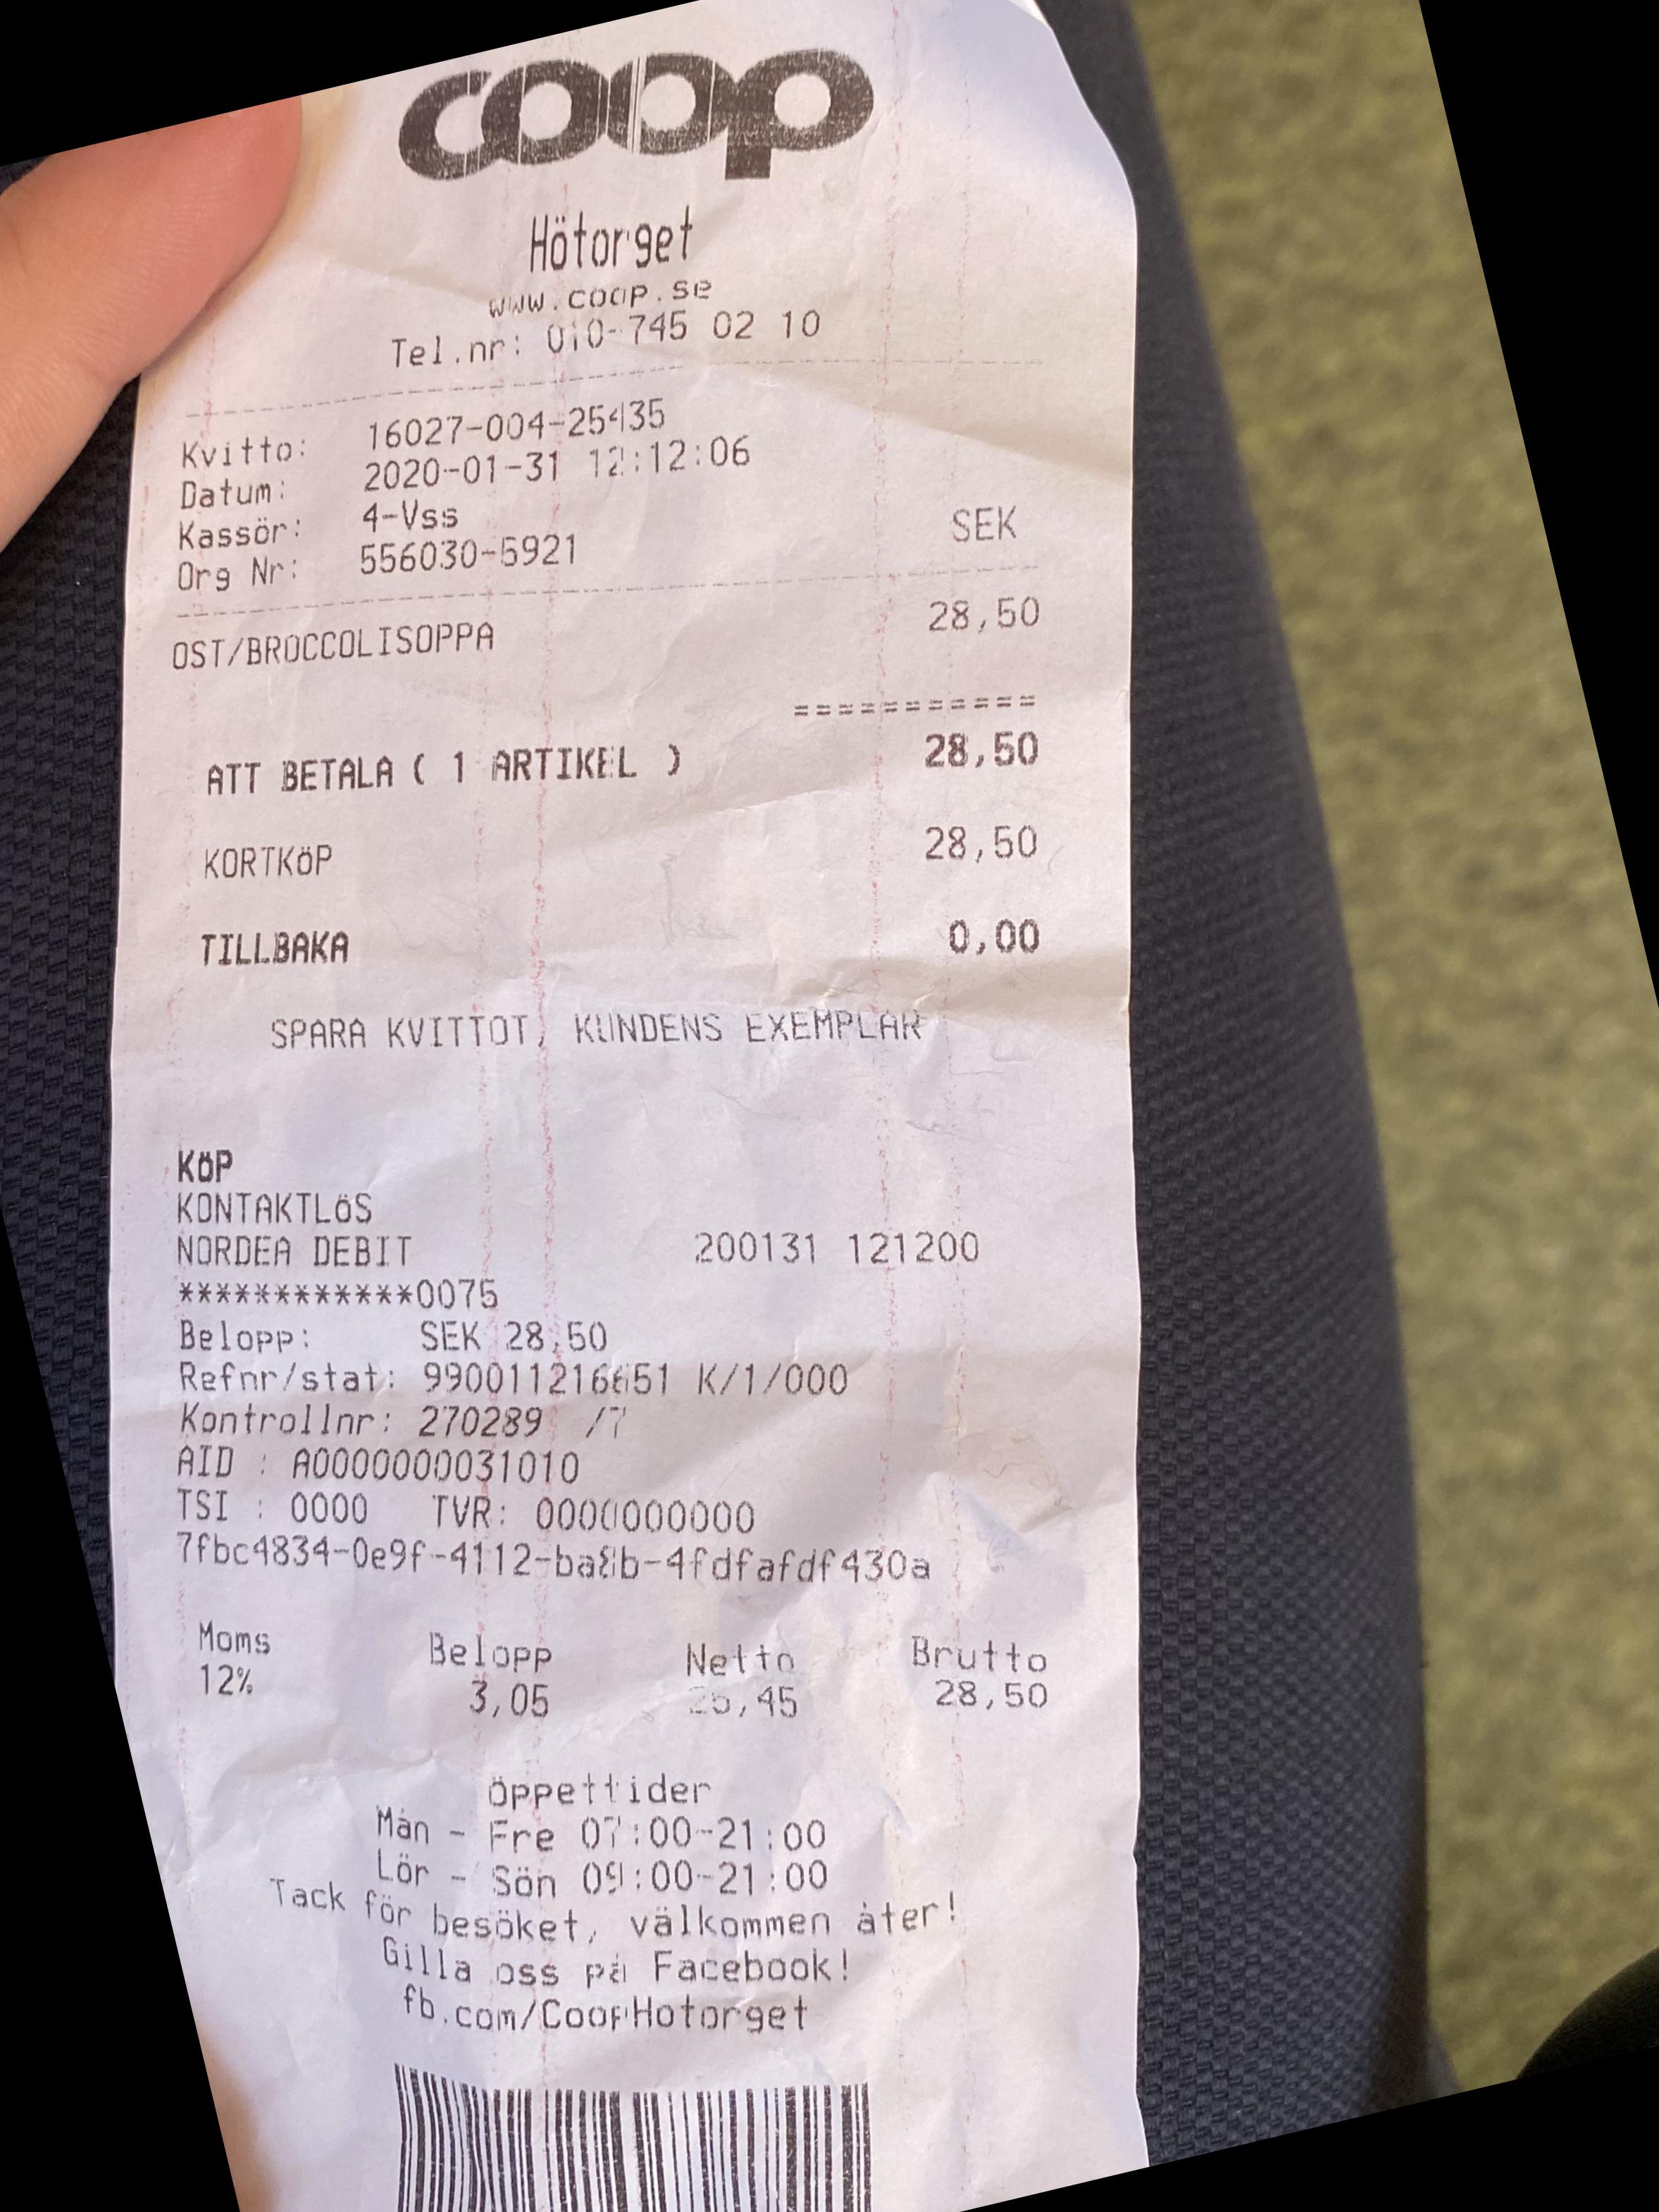 coop
Hötorget
www.coop.se
Tel.nr: 010-745 02 10
Kvitto: 16027-004-25435
Datum: 2020-01-31 12:12:06
Kassör: 4-Vss
Org Nr: 556030-5921
SEK
OST/BROCCOLISOPPA 28,50
===========
ATT BETALA ( 1 ARTIKEL ) 28,50
KORTKÖP 28,50
TILLBAKA 0,00
SPARA KVITTOT, KUNDENS EXEMPLAR
KÖP
KONTAKTLÖS
NORDEA DEBIT 200131 121200
************0075
Belopp: SEK 28,50
Refnr/stat: 990011216651 K/1/000
Kontrollnr: 270289 /7
AID : A0000000031010
TSI : 0000 TVR: 0000000000
7fbc4834-0e9f-4112-ba8b-4fdfafdf430a
Moms Belopp Netto Brutto
12% 3,05 25,45 28,50
Öppettider
Mån - Fre 07:00-21:00
Lör - Sön 09:00-21:00
Tack för besöket, välkommen åter!
Gilla oss på Facebook!
fb.com/CoopHotorget